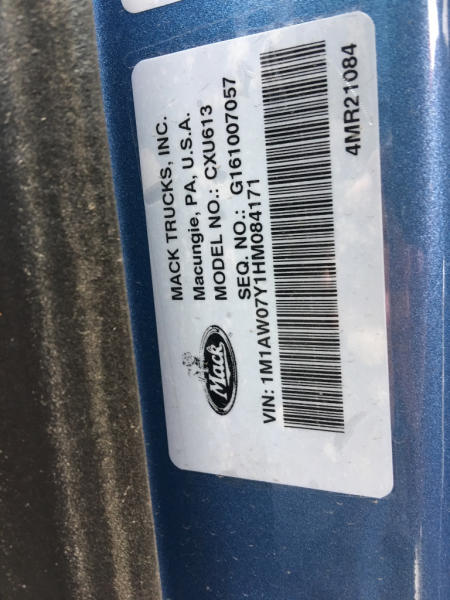 MACK TRUCKS, INC.
Macungie, PA, U.S.A.
MODEL NO.: CXU613
SEQ. NO.: G161007057
Mack
VIN: 1M1AW07Y1HM084171
4MR21084